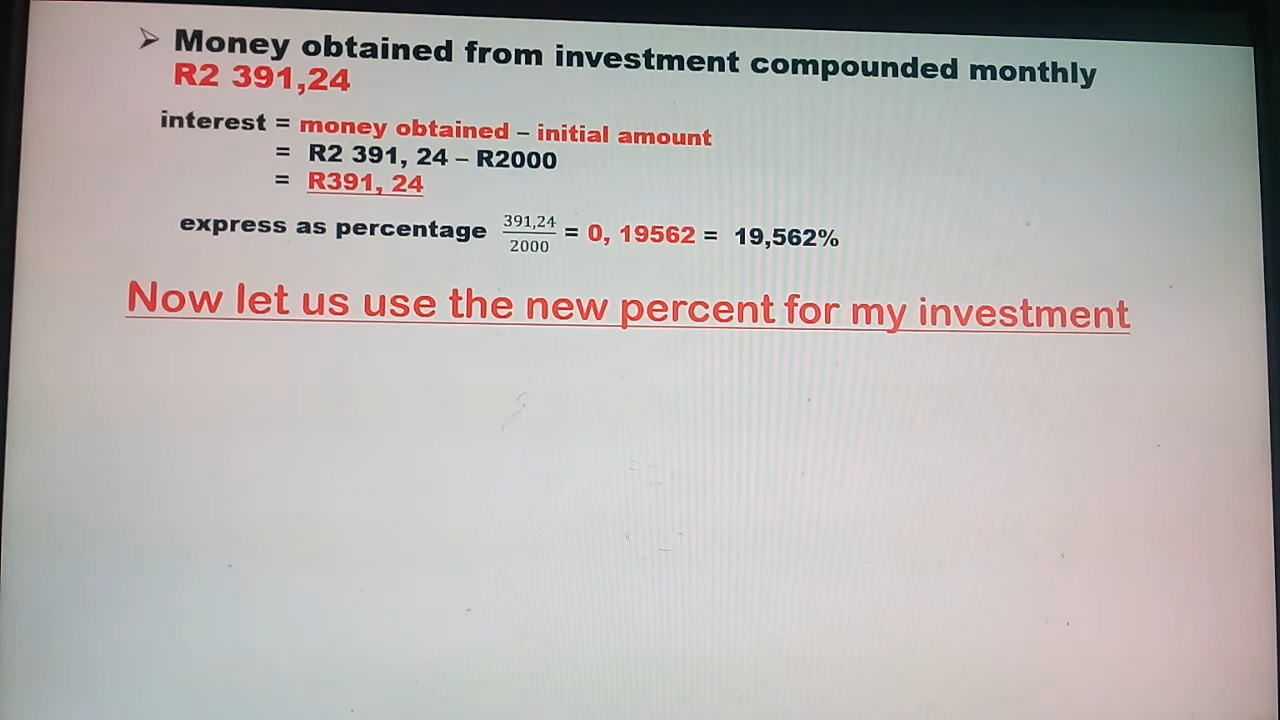 ➢ Money obtained from investment compounded monthly
R2 391,24
interest = money obtained – initial amount
= R2 391, 24 – R2000
= R391, 24
express as percentage 391,24/2000 = 0, 19562 = 19,562%
Now let us use the new percent for my investment